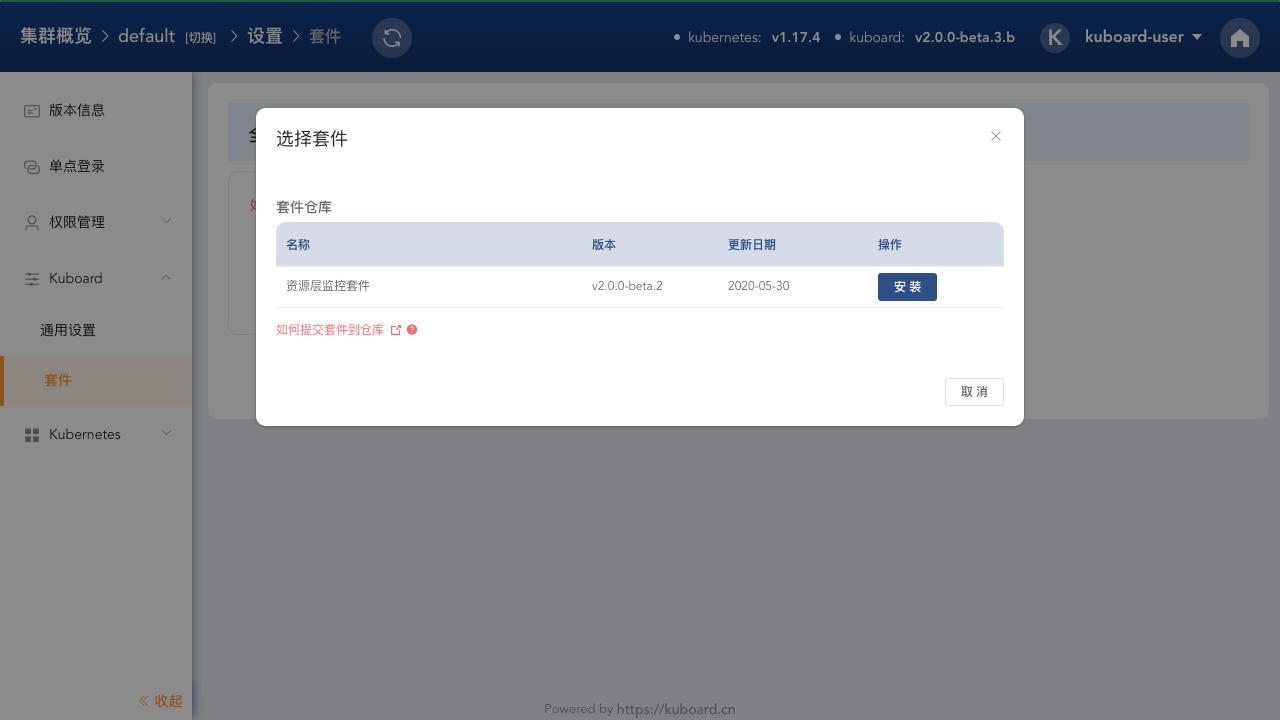 集群概览 > default [切换] > 设置 > 套件
kubernetes: v1.17.4 kuboard: v2.0.0-beta.3.b
K kuboard-user
版本信息
单点登录
权限管理
Kuboard
通用设置
套件
Kubernetes
« 收起
选择套件
套件仓库
名称 版本 更新日期 操作
资源层监控套件 v2.0.0-beta.2 2020-05-30 安 装
如何提交套件到仓库
取 消
Powered by https://kuboard.cn